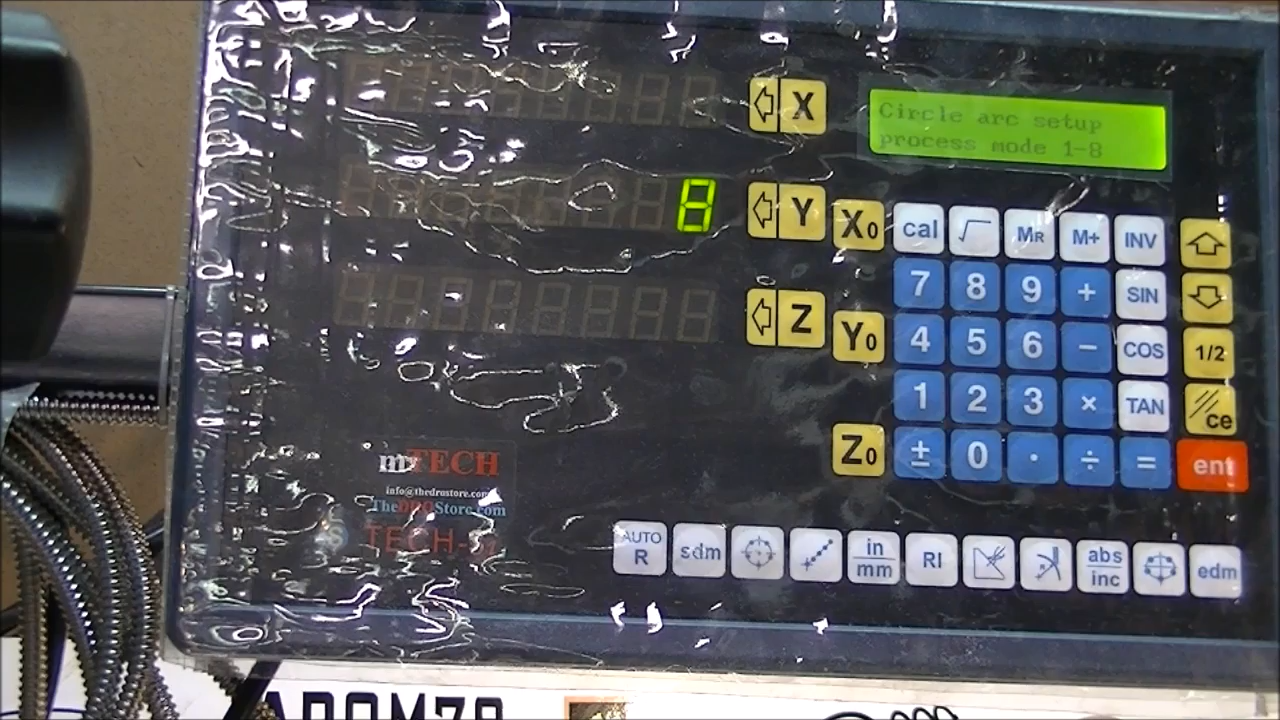 X
Circle arc setup
process mode 1-8
8
Y
X0
cal
√
MR
M+
INV
7
8
9
+
SIN
Z
Y0
4
5
6
−
COS
1/2
1
2
3
×
TAN
ce
Z0
±
0
·
÷
=
ent
mTECH
info@thedrostore.com
TheDROStore.com
AUTO
R
sdm
in
mm
RI
abs
inc
edm